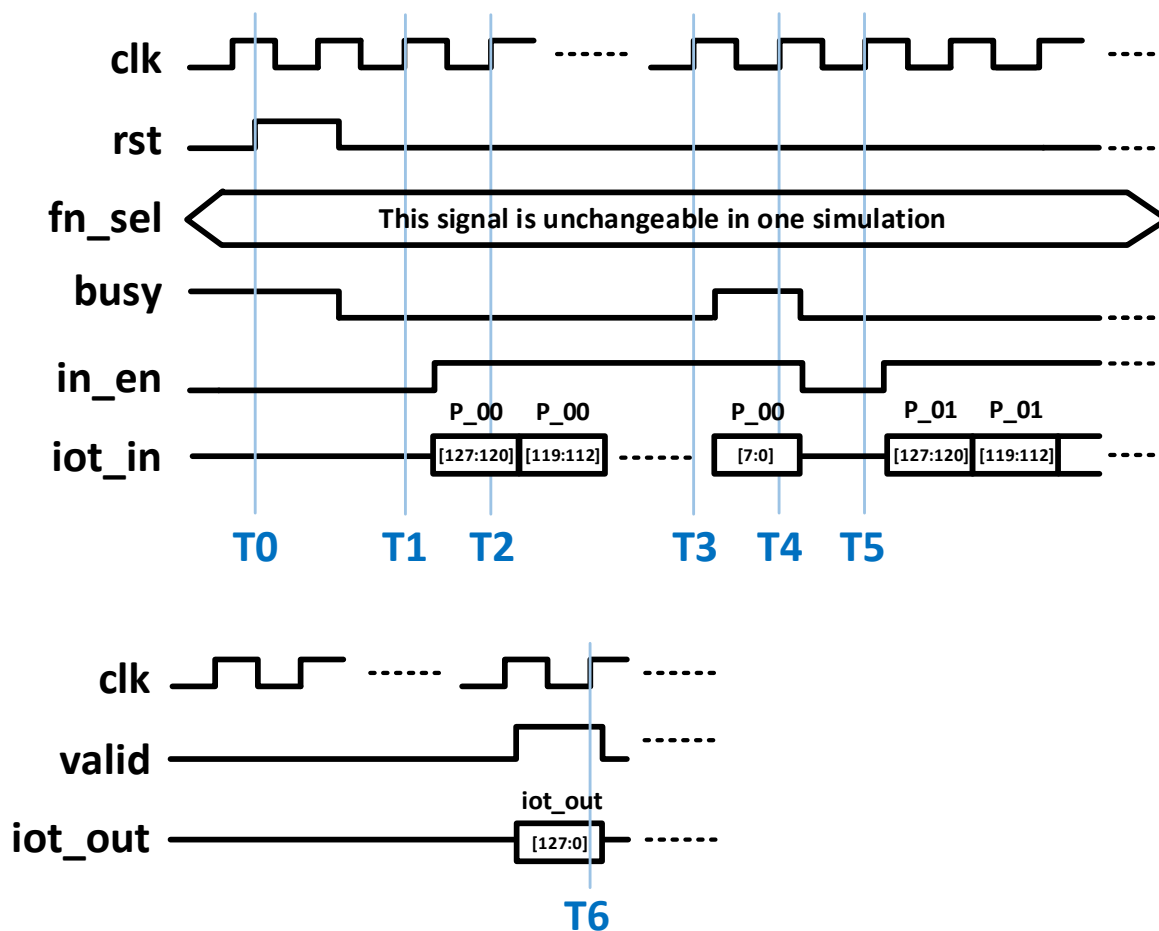 clk
rst
fn_sel This signal is unchangeable in one simulation
busy
in_en
P_00 P_00 P_00 P_01 P_01
iot_in [127:120] [119:112] [7:0] [127:120] [119:112]
T0 T1 T2 T3 T4 T5
clk
valid
iot_out
iot_out [127:0]
T6